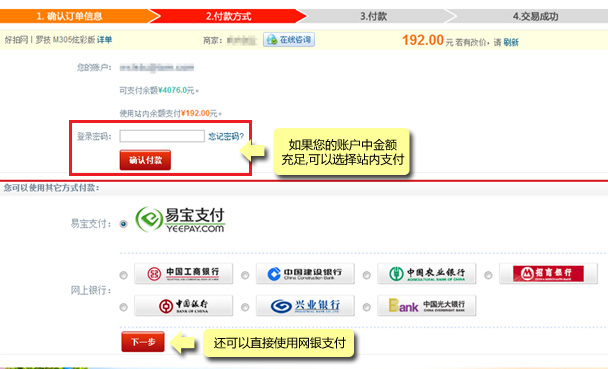 1. 确认订单信息
2.付款方式
3.付款
4.交易成功
好拍网丨罗技 M305炫彩版 详单
商家:
在线咨询
192.00 元 若有改价，请 刷新
您的账户:
可支付余额¥4076.0元。
使用站内余额支付¥192.00元。
登录密码:
忘记密码?
确认付款
如果您的账户中金额
充足,可以选择站内支付
您可以使用其它方式付款:
易宝支付:
易宝支付
YEEPAY.COM
网上银行:
中国工商银行
中国建设银行
China Construction Bank
中国农业银行
AGRICULTURAL BANK OF CHINA
招商银行
中国银行
兴业银行
Bank
中国光大银行
CHINA EVERBRIGHT BANK
下一步
还可以直接使用网银支付